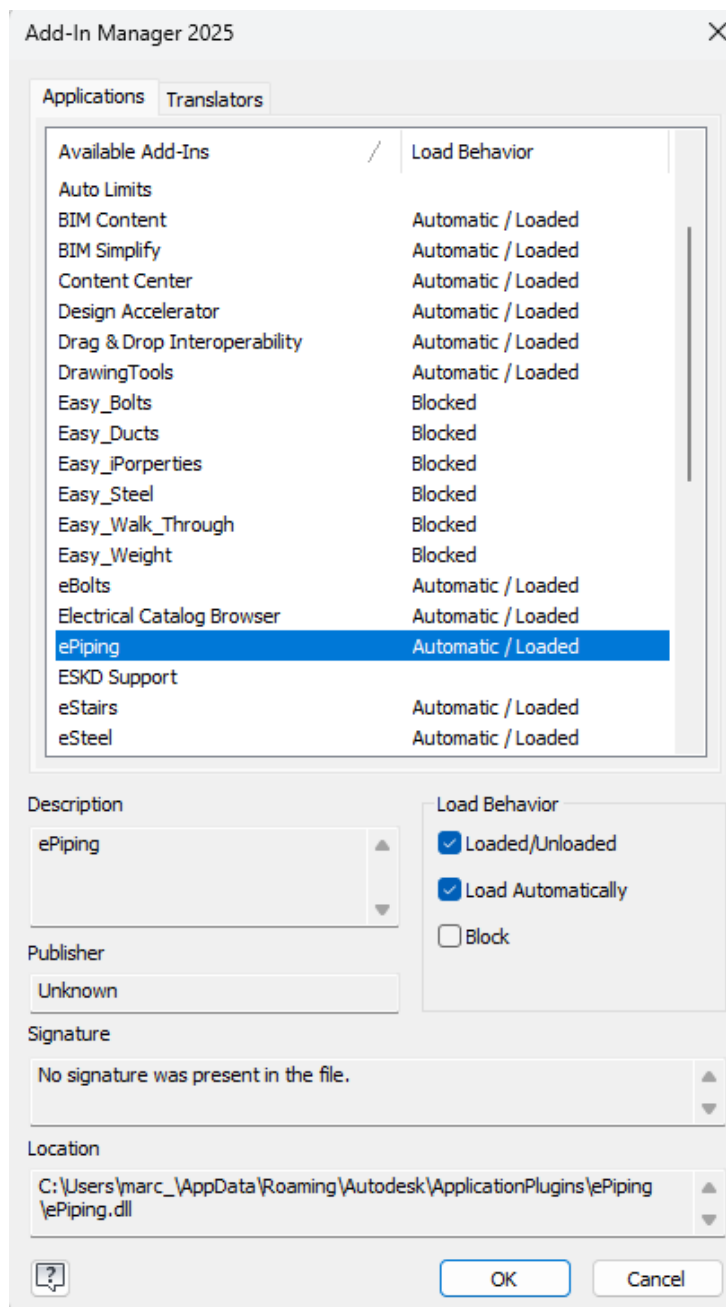 Add-In Manager 2025
Applications Translators
Available Add-Ins / Load Behavior
Auto Limits
BIM Content Automatic / Loaded
BIM Simplify Automatic / Loaded
Content Center Automatic / Loaded
Design Accelerator Automatic / Loaded
Drag & Drop Interoperability Automatic / Loaded
DrawingTools Automatic / Loaded
Easy_Bolts Blocked
Easy_Ducts Blocked
Easy_iPorperties Blocked
Easy_Steel Blocked
Easy_Walk_Through Blocked
Easy_Weight Blocked
eBolts Automatic / Loaded
Electrical Catalog Browser Automatic / Loaded
ePiping Automatic / Loaded
ESKD Support
eStairs Automatic / Loaded
eSteel Automatic / Loaded
Description
ePiping
Load Behavior
Loaded/Unloaded
Load Automatically
Block
Publisher
Unknown
Signature
No signature was present in the file.
Location
C:\Users\marc_\AppData\Roaming\Autodesk\ApplicationPlugins\ePiping
\ePiping.dll
? OK Cancel